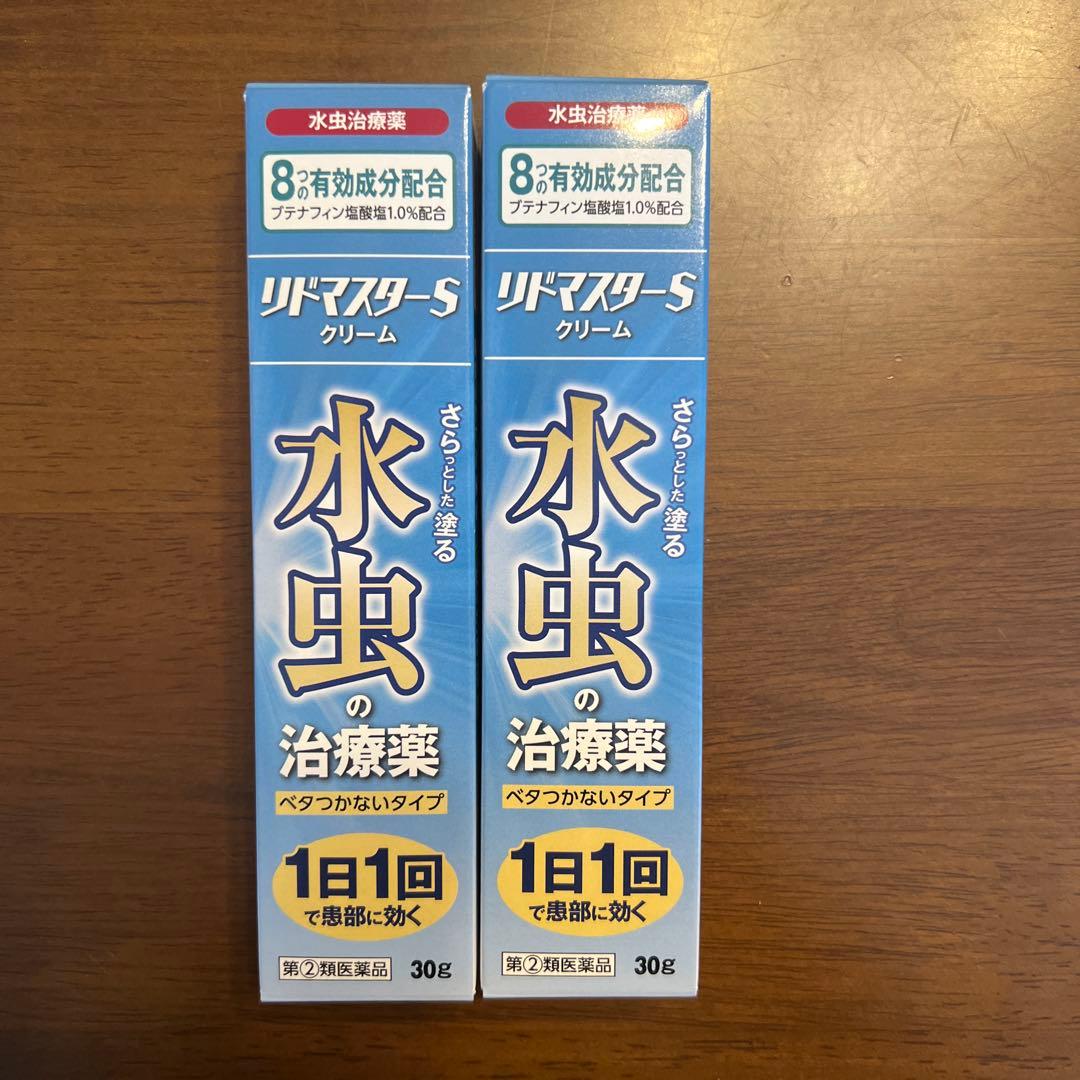 水虫治療薬
8つの有効成分配合
ブテナフィン塩酸塩1.0%配合
リドマスターS
クリーム
さらっとした塗る
水虫
の
治療薬
ベタつかないタイプ
1日1回
で患部に効く
第②類医薬品 30g
水虫治療薬
8つの有効成分配合
ブテナフィン塩酸塩1.0%配合
リドマスターS
クリーム
さらっとした塗る
水虫
の
治療薬
ベタつかないタイプ
1日1回
で患部に効く
第②類医薬品 30g